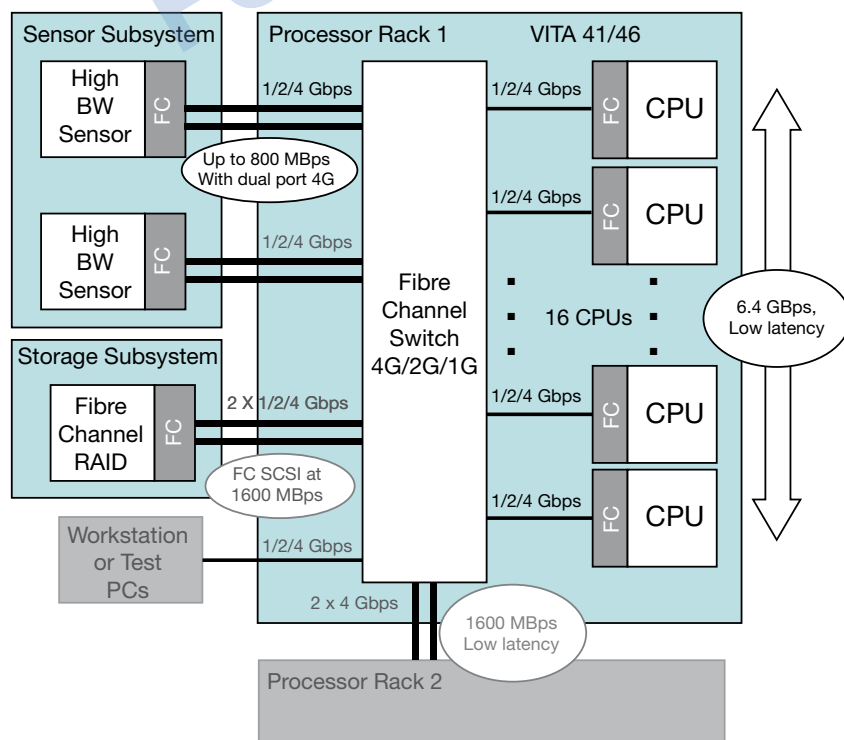 Sensor Subsystem
High
BW
Sensor
FC
1/2/4 Gbps
Up to 800 MBps
With dual port 4G
High
BW
Sensor
FC
1/2/4 Gbps
Storage Subsystem
Fibre
Channel
RAID
FC
2 X 1/2/4 Gbps
FC SCSI at
1600 MBps
Workstation
or Test
PCs
1/2/4 Gbps
Processor Rack 1
VITA 41/46
Fibre
Channel
Switch
4G/2G/1G
1/2/4 Gbps
FC
CPU
1/2/4 Gbps
FC
CPU
16 CPUs
1/2/4 Gbps
FC
CPU
1/2/4 Gbps
FC
CPU
6.4 GBps,
Low latency
2 x 4 Gbps
1600 MBps
Low latency
Processor Rack 2